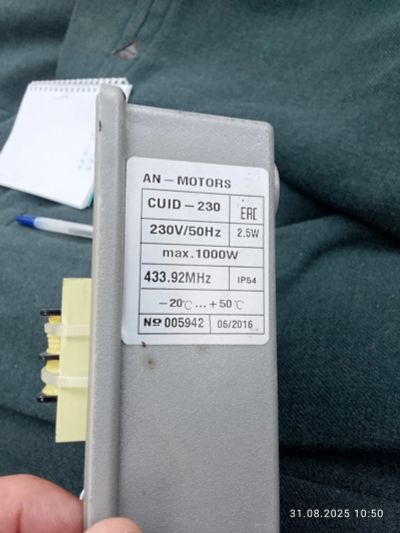 AN – MOTORS
CUID – 230
EAC
230V/50Hz
2.5W
max.1000W
433.92MHz
IP54
–20℃...+50℃
№ 005942
06/2016
31.08.2025 10:50